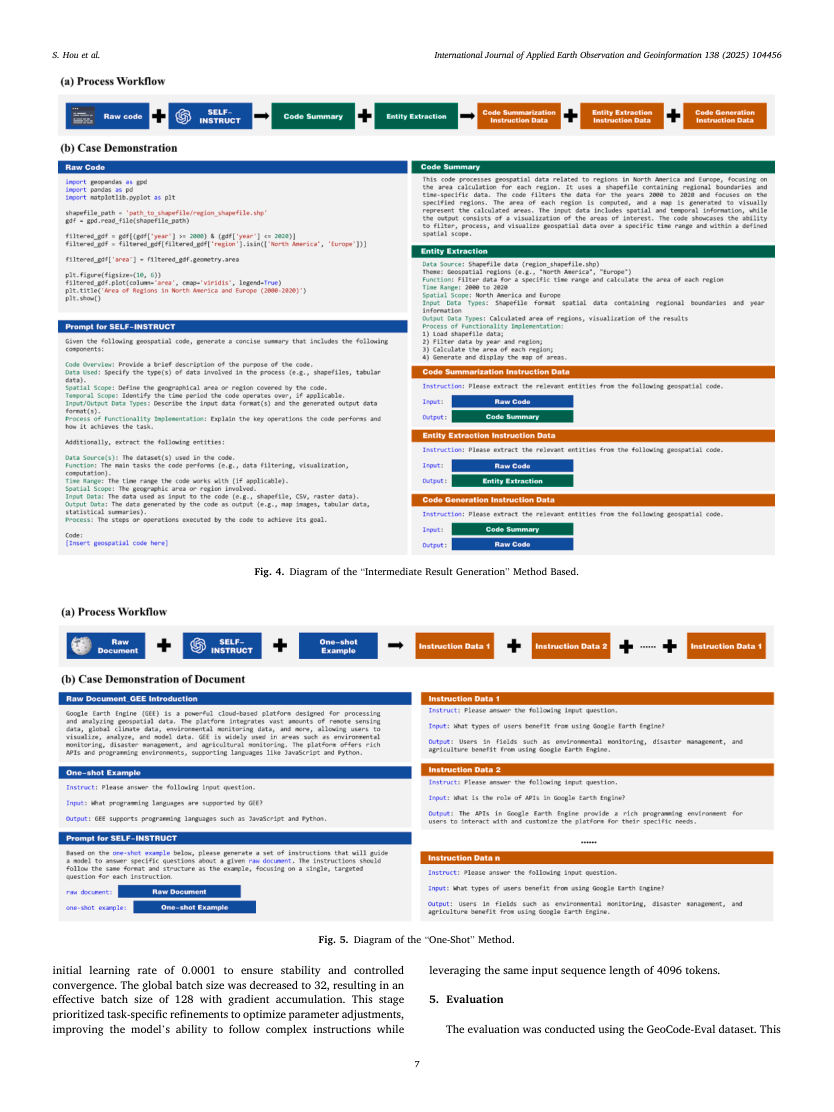 S. Hou et al.
International Journal of Applied Earth Observation and Geoinformation 138 (2025) 104456
(a) Process Workflow
Raw code
SELF-
INSTRUCT
Code Summary
Entity Extraction
Code Summarization
Instruction Data
Entity Extraction
Instruction Data
Code Generation
Instruction Data
(b) Case Demonstration
Raw Code
import geopandas as gpd
import pandas as pd
import matplotlib.pyplot as plt
shapefile_path = 'path_to_shapefile/region_shapefile.shp'
gdf = gpd.read_file(shapefile_path)
filtered_gdf = gdf[(gdf['year'] >= 2000) & (gdf['year'] <= 2020)]
filtered_gdf = filtered_gdf[filtered_gdf['region'].isin(['North America', 'Europe'])]
filtered_gdf['area'] = filtered_gdf.geometry.area
plt.figure(figsize=(10, 6))
filtered_gdf.plot(column='area', cmap='viridis', legend=True)
plt.title('Area of Regions in North America and Europe (2000-2020)')
plt.show()
Prompt for SELF-INSTRUCT
Given the following geospatial code, generate a concise summary that includes the following
components:
Code Overview: Provide a brief description of the purpose of the code.
Data Used: Specify the type(s) of data involved in the process (e.g., shapefiles, tabular
data).
Spatial Scope: Define the geographical area or region covered by the code.
Temporal Scope: Identify the time period the code operates over, if applicable.
Input/Output Data Types: Describe the input data format(s) and the generated output data
format(s).
Process of Functionality Implementation: Explain the key operations the code performs and
how it achieves the task.
Additionally, extract the following entities:
Data Source(s): The dataset(s) used in the code.
Function: The main tasks the code performs (e.g., data filtering, visualization,
computation).
Time Range: The time range the code works with (if applicable).
Spatial Scope: The geographic area or region involved.
Input Data: The data used as input to the code (e.g., shapefile, CSV, raster data).
Output Data: The data generated by the code as output (e.g., map images, tabular data,
statistical summaries).
Process: The steps or operations executed by the code to achieve its goal.
Code:
[Insert geospatial code here]
Code Summary
This code processes geospatial data related to regions in North America and Europe, focusing on
the area calculation for each region. It uses a shapefile containing regional boundaries and
time-specific data. The code filters the data for the years 2000 to 2020 and focuses on the
specified regions. The area of each region is computed, and a map is generated to visually
represent the calculated areas. The input data includes spatial and temporal information, while
the output consists of a visualization of the areas of interest. The code showcases the ability
to filter, process, and visualize geospatial data over a specific time range and within a defined
spatial scope.
Entity Extraction
Data Source: Shapefile data (region_shapefile.shp)
Theme: Geospatial regions (e.g., "North America", "Europe")
Function: Filter data for a specific time range and calculate the area of each region
Time Range: 2000 to 2020
Spatial Scope: North America and Europe
Input Data Types: Shapefile format spatial data containing regional boundaries and year
information
Output Data Types: Calculated area of regions, visualization of the results
Process of Functionality Implementation:
1) Load shapefile data;
2) Filter data by year and region;
3) Calculate the area of each region;
4) Generate and display the map of areas.
Code Summarization Instruction Data
Instruction: Please extract the relevant entities from the following geospatial code.
Input: Raw Code
Output: Code Summary
Entity Extraction Instruction Data
Instruction: Please extract the relevant entities from the following geospatial code.
Input: Raw Code
Output: Entity Extraction
Code Generation Instruction Data
Instruction: Please extract the relevant entities from the following geospatial code.
Input: Code Summary
Output: Raw Code
Fig. 4. Diagram of the “Intermediate Result Generation” Method Based.
(a) Process Workflow
Raw
Document
SELF-
INSTRUCT
One-shot
Example
Instruction Data 1
Instruction Data 2
......
Instruction Data 1
(b) Case Demonstration of Document
Raw Document_GEE Introduction
Google Earth Engine (GEE) is a powerful cloud-based platform designed for processing
and analyzing geospatial data. The platform integrates vast amounts of remote sensing
data, global climate data, environmental monitoring data, and more, allowing users to
visualize, analyze, and model data. GEE is widely used in areas such as environmental
monitoring, disaster management, and agricultural monitoring. The platform offers rich
APIs and programming environments, supporting languages like JavaScript and Python.
One-shot Example
Instruct: Please answer the following input question.
Input: What programming languages are supported by GEE?
Output: GEE supports programming languages such as JavaScript and Python.
Prompt for SELF-INSTRUCT
Based on the one-shot example below, please generate a set of instructions that will guide
a model to answer specific questions about a given raw document. The instructions should
follow the same format and structure as the example, focusing on a single, targeted
question for each instruction.
raw document: Raw Document
one-shot example: One-shot Example
Instruction Data 1
Instruct: Please answer the following input question.
Input: What types of users benefit from using Google Earth Engine?
Output: Users in fields such as environmental monitoring, disaster management, and
agriculture benefit from using Google Earth Engine.
Instruction Data 2
Instruct: Please answer the following input question.
Input: What is the role of APIs in Google Earth Engine?
Output: The APIs in Google Earth Engine provide a rich programming environment for
users to interact with and customize the platform for their specific needs.
......
Instruction Data n
Instruct: Please answer the following input question.
Input: What types of users benefit from using Google Earth Engine?
Output: Users in fields such as environmental monitoring, disaster management, and
agriculture benefit from using Google Earth Engine.
Fig. 5. Diagram of the “One-Shot” Method.
initial learning rate of 0.0001 to ensure stability and controlled
convergence. The global batch size was decreased to 32, resulting in an
effective batch size of 128 with gradient accumulation. This stage
prioritized task-specific refinements to optimize parameter adjustments,
improving the model’s ability to follow complex instructions while
leveraging the same input sequence length of 4096 tokens.
5. Evaluation
The evaluation was conducted using the GeoCode-Eval dataset. This
7